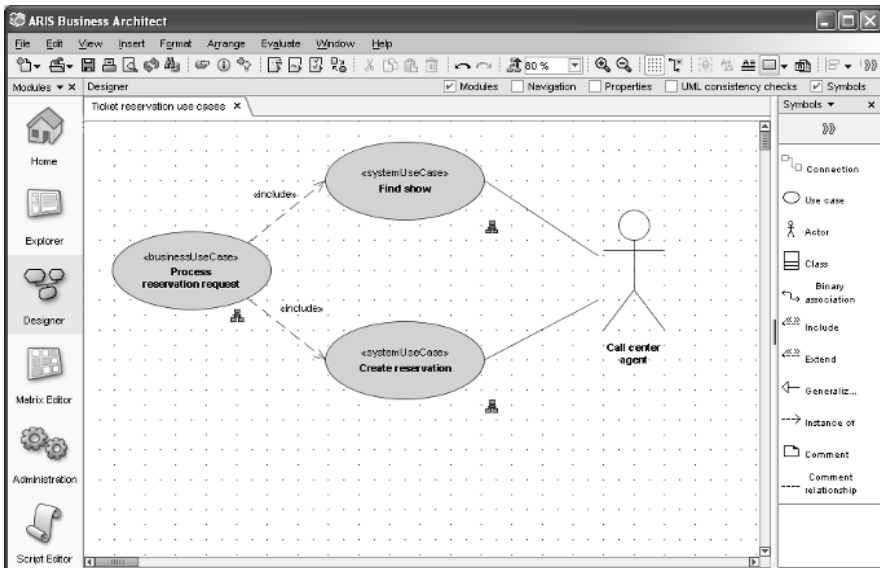 ARIS Business Architect
File Edit View Insert Format Arrange Evaluate Window Help
80 %
Modules
Designer
Modules Navigation Properties UML consistency checks Symbols
Ticket reservation use cases
Symbols
Home
Explorer
Designer
Matrix Editor
Administration
Script Editor
«systemUseCase»
Find show
«include»
«businessUseCase»
Process
reservation request
«include»
«systemUseCase»
Create reservation
Call center
agent
Connection
Use case
Actor
Class
Binary
association
Include
Extend
Generaliz...
Instance of
Comment
Comment
relationship